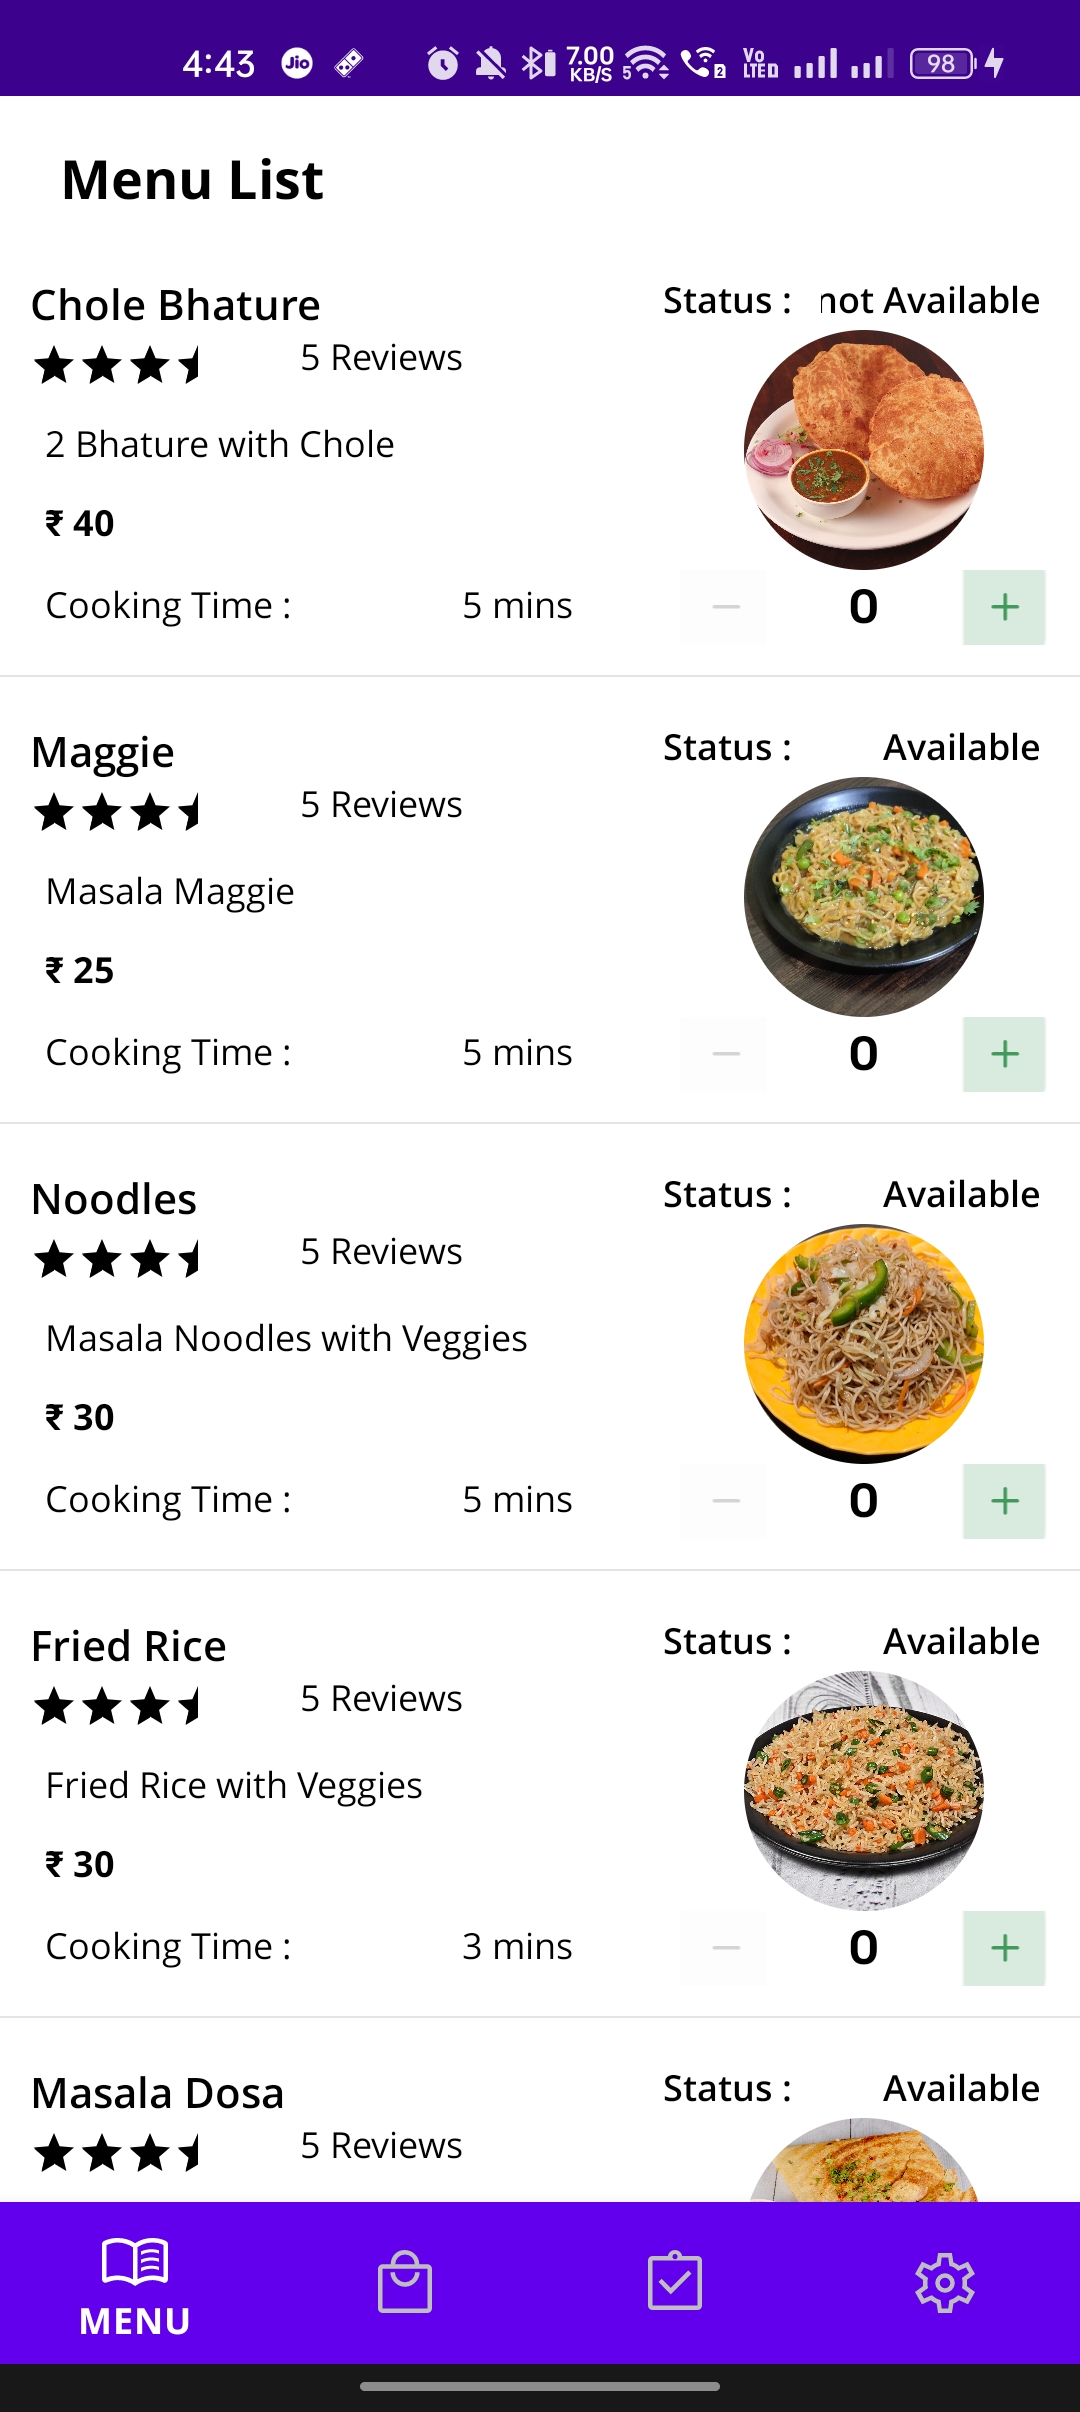 4:43 Jio 7.00 KB/S 5 2 Vo LTE D 98
Menu List
Chole Bhature Status : not Available
5 Reviews
2 Bhature with Chole
₹ 40
Cooking Time : 5 mins 0
Maggie Status : Available
5 Reviews
Masala Maggie
₹ 25
Cooking Time : 5 mins 0
Noodles Status : Available
5 Reviews
Masala Noodles with Veggies
₹ 30
Cooking Time : 5 mins 0
Fried Rice Status : Available
5 Reviews
Fried Rice with Veggies
₹ 30
Cooking Time : 3 mins 0
Masala Dosa Status : Available
5 Reviews
MENU